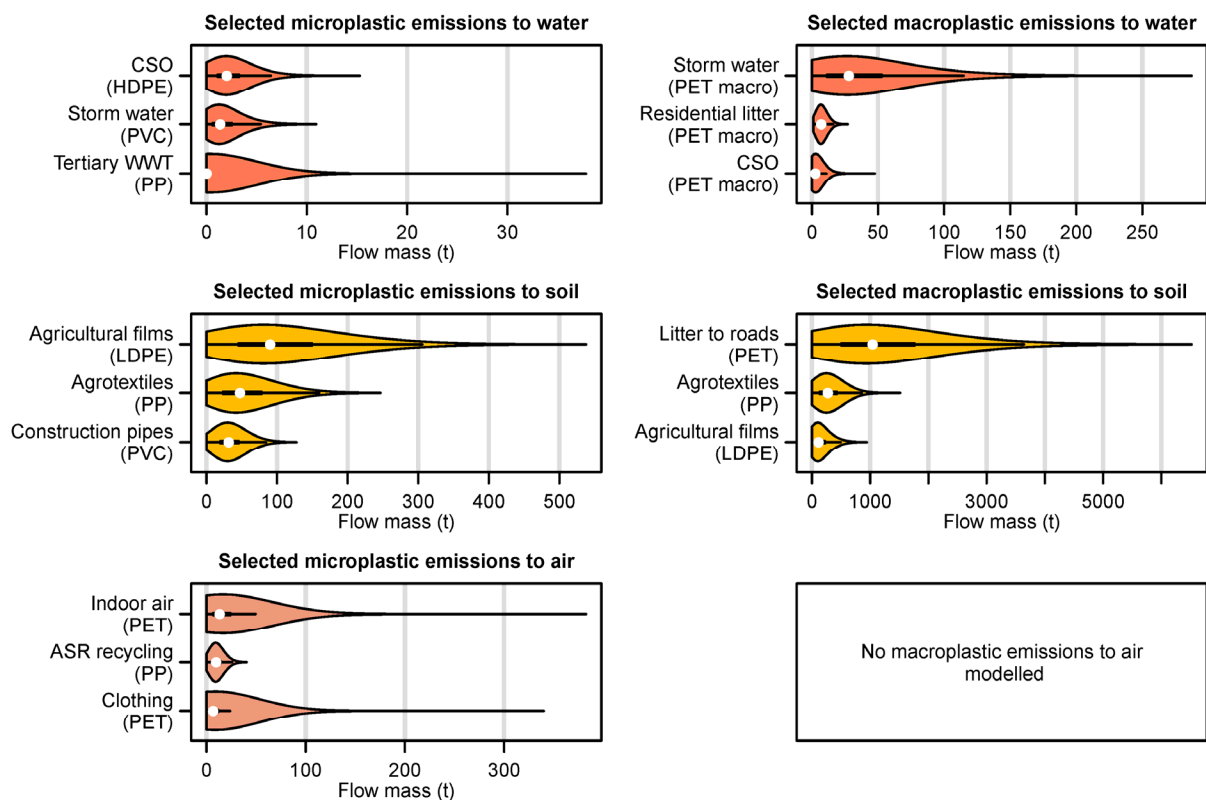 Selected microplastic emissions to water
CSO
(HDPE)
Storm water
(PVC)
Tertiary WWT
(PP)
0 10 20 30
Flow mass (t)
Selected macroplastic emissions to water
Storm water
(PET macro)
Residential litter
(PET macro)
CSO
(PET macro)
0 50 100 150 200 250
Flow mass (t)
Selected microplastic emissions to soil
Agricultural films
(LDPE)
Agrotextiles
(PP)
Construction pipes
(PVC)
0 100 200 300 400 500
Flow mass (t)
Selected macroplastic emissions to soil
Litter to roads
(PET)
Agrotextiles
(PP)
Agricultural films
(LDPE)
0 1000 3000 5000
Flow mass (t)
Selected microplastic emissions to air
Indoor air
(PET)
ASR recycling
(PP)
Clothing
(PET)
0 100 200 300
Flow mass (t)
No macroplastic emissions to air
modelled